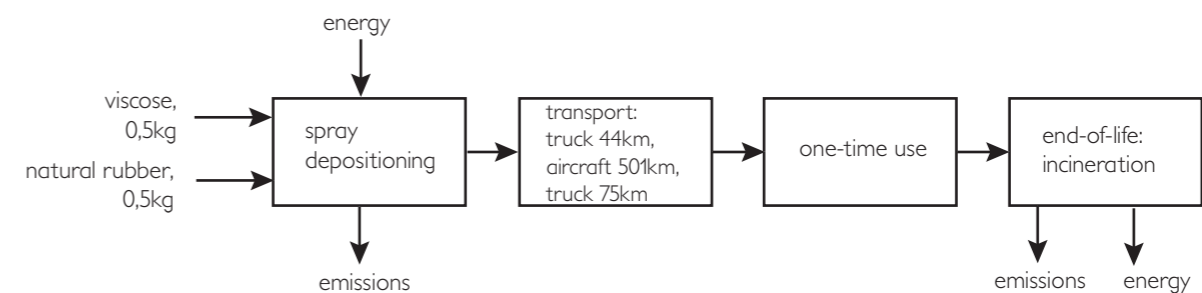 energy
viscose,
0,5kg
natural rubber,
0,5kg
spray
depositioning
emissions
transport:
truck 44km,
aircraft 501km,
truck 75km
one-time use
end-of-life:
incineration
emissions
energy